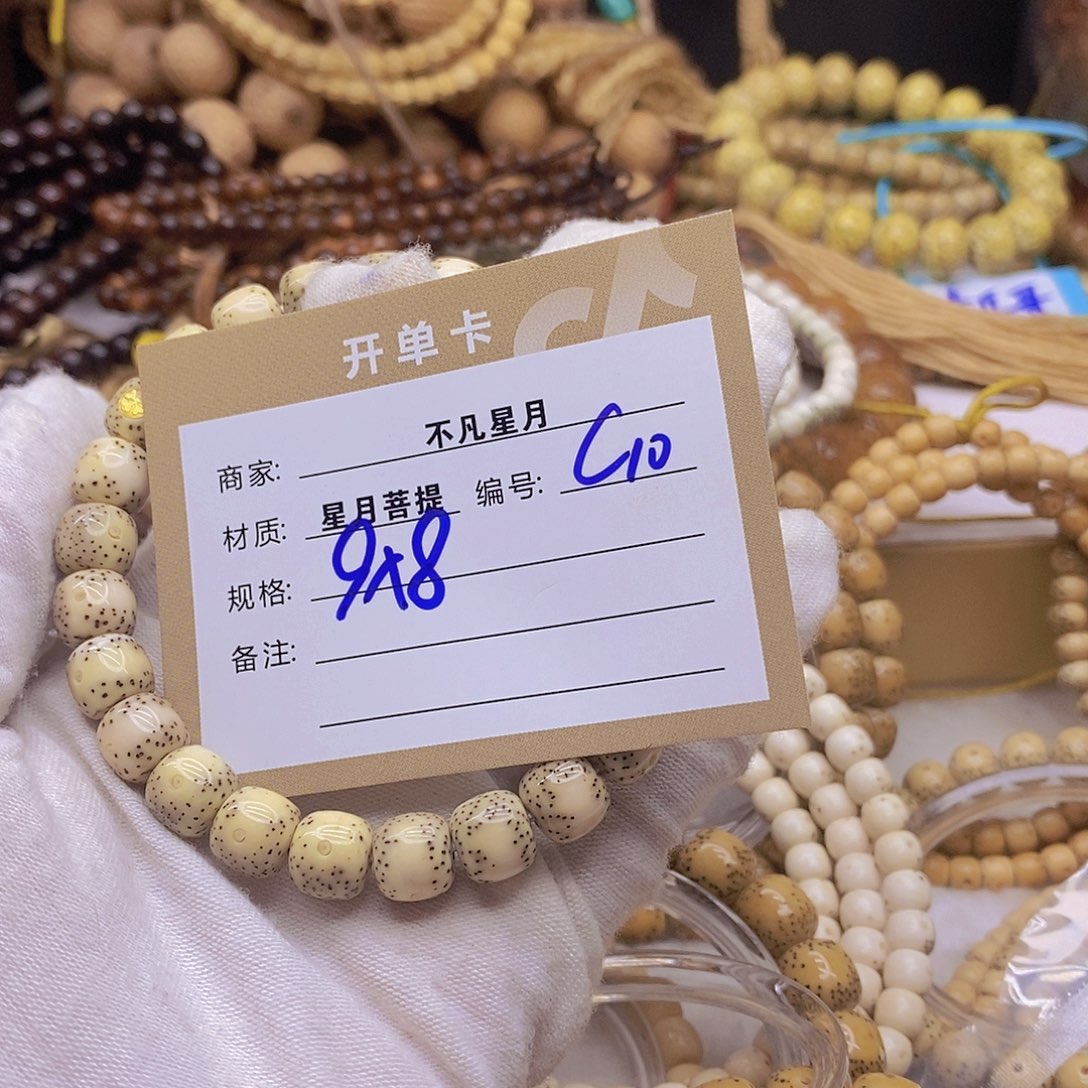 开单卡
商家: 不凡星月
材质: 星月菩提 编号: C10
规格: 9x8
备注: